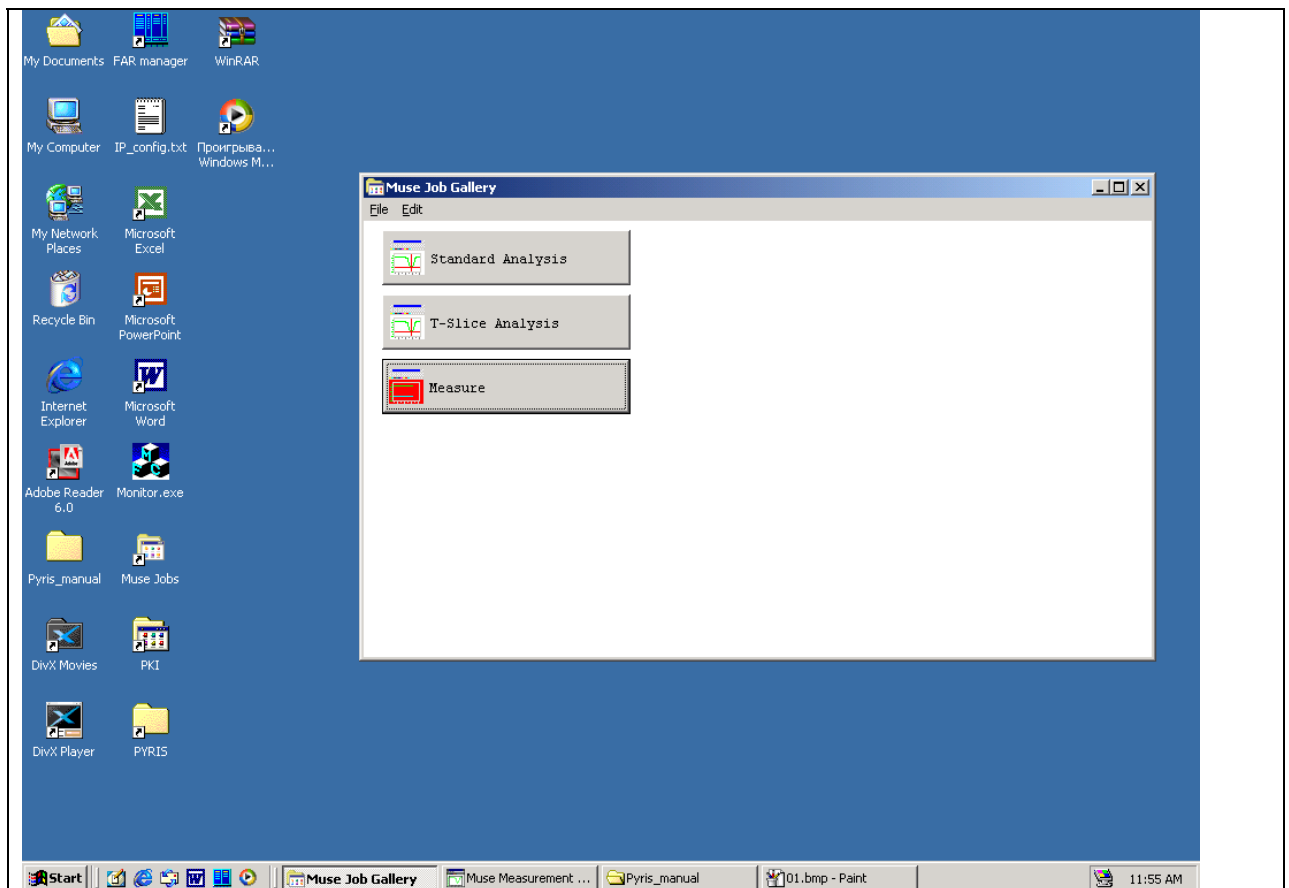 My Documents FAR manager WinRAR
My Computer IP_config.txt Проигрыва...
Windows M...
My Network Microsoft
Places Excel
Recycle Bin Microsoft
PowerPoint
Internet Microsoft
Explorer Word
Adobe Reader Monitor.exe
6.0
Pyris_manual Muse Jobs
DivX Movies PKI
DivX Player PYRIS
Muse Job Gallery
File Edit
Standard Analysis
T-Slice Analysis
Measure
Start Muse Job Gallery Muse Measurement ... Pyris_manual 01.bmp - Paint 11:55 AM